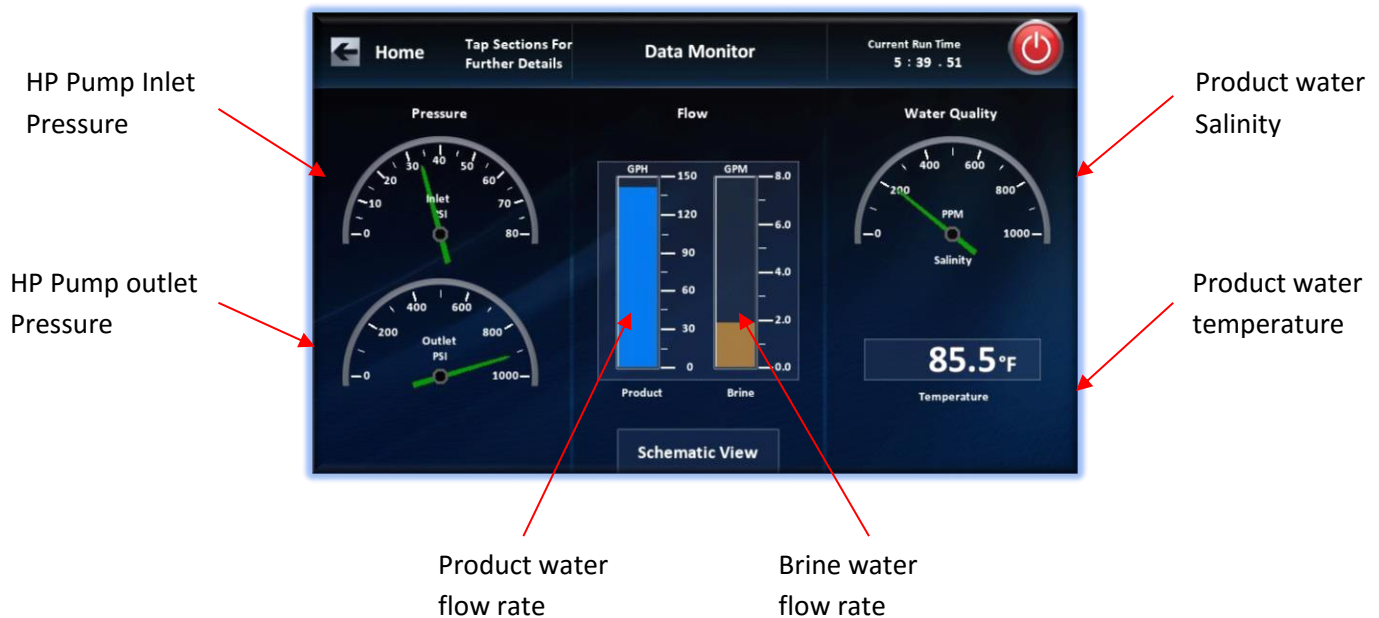 Home
Tap Sections For
Further Details
Data Monitor
Current Run Time
5 : 39 . 51
HP Pump Inlet
Pressure
Product water
Salinity
Pressure
Flow
Water Quality
0
10
20
30
40
50
60
70
80
Inlet
PSI
GPH
150
120
90
60
30
0
Product
GPM
8.0
6.0
4.0
2.0
0.0
Brine
0
200
400
600
800
1000
PPM
Salinity
HP Pump outlet
Pressure
0
200
400
600
800
1000
Outlet
PSI
Product water
temperature
85.5°F
Temperature
Schematic View
Product water
flow rate
Brine water
flow rate